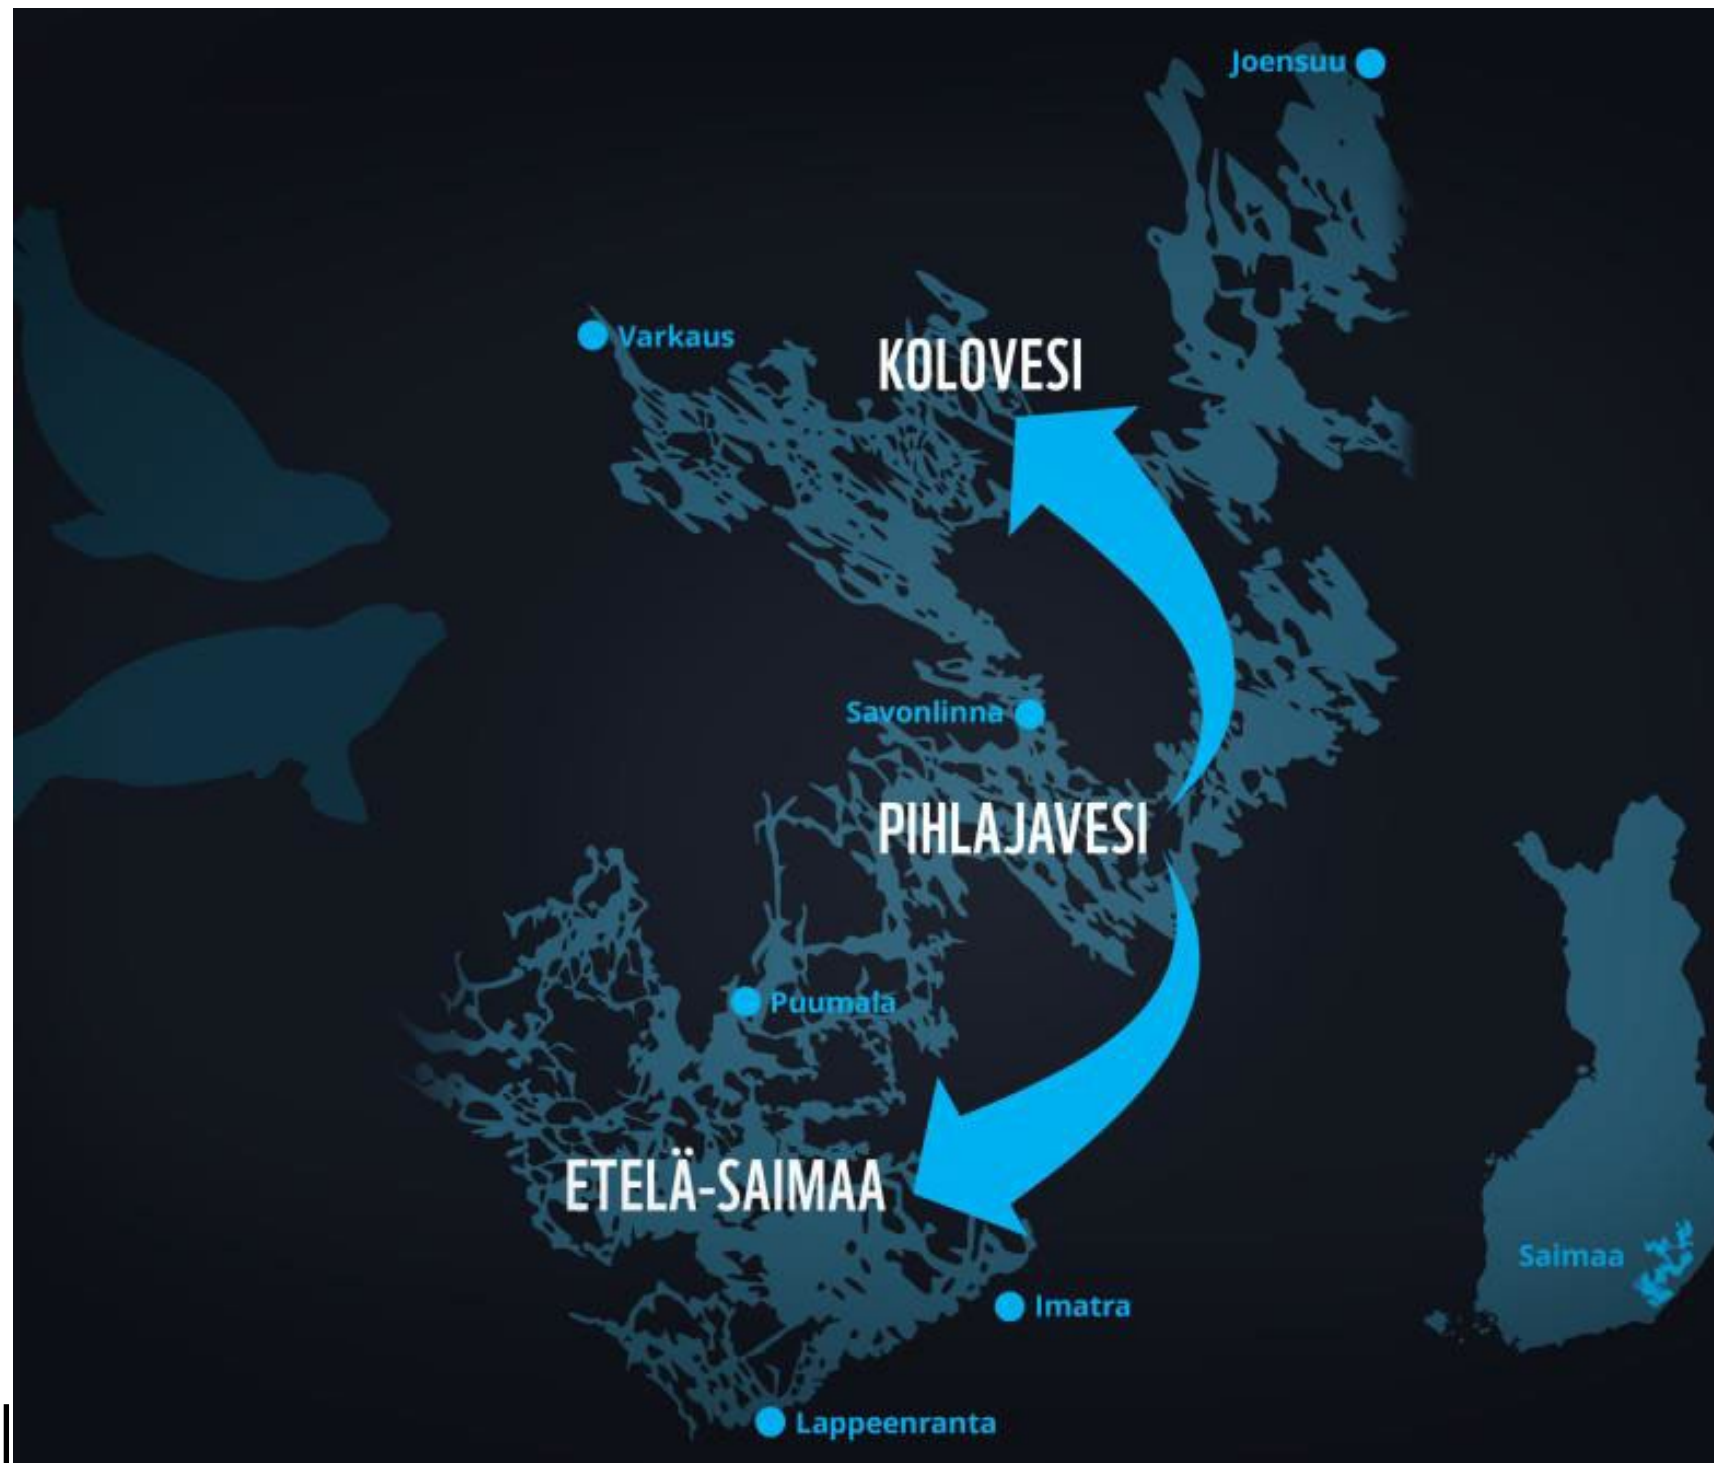 Joensuu
Varkaus
KOLOVESI
Savonlinna
PIHLAJAVESI
Puumala
ETELÄ-SAIMAA
Saimaa
Imatra
Lappeenranta